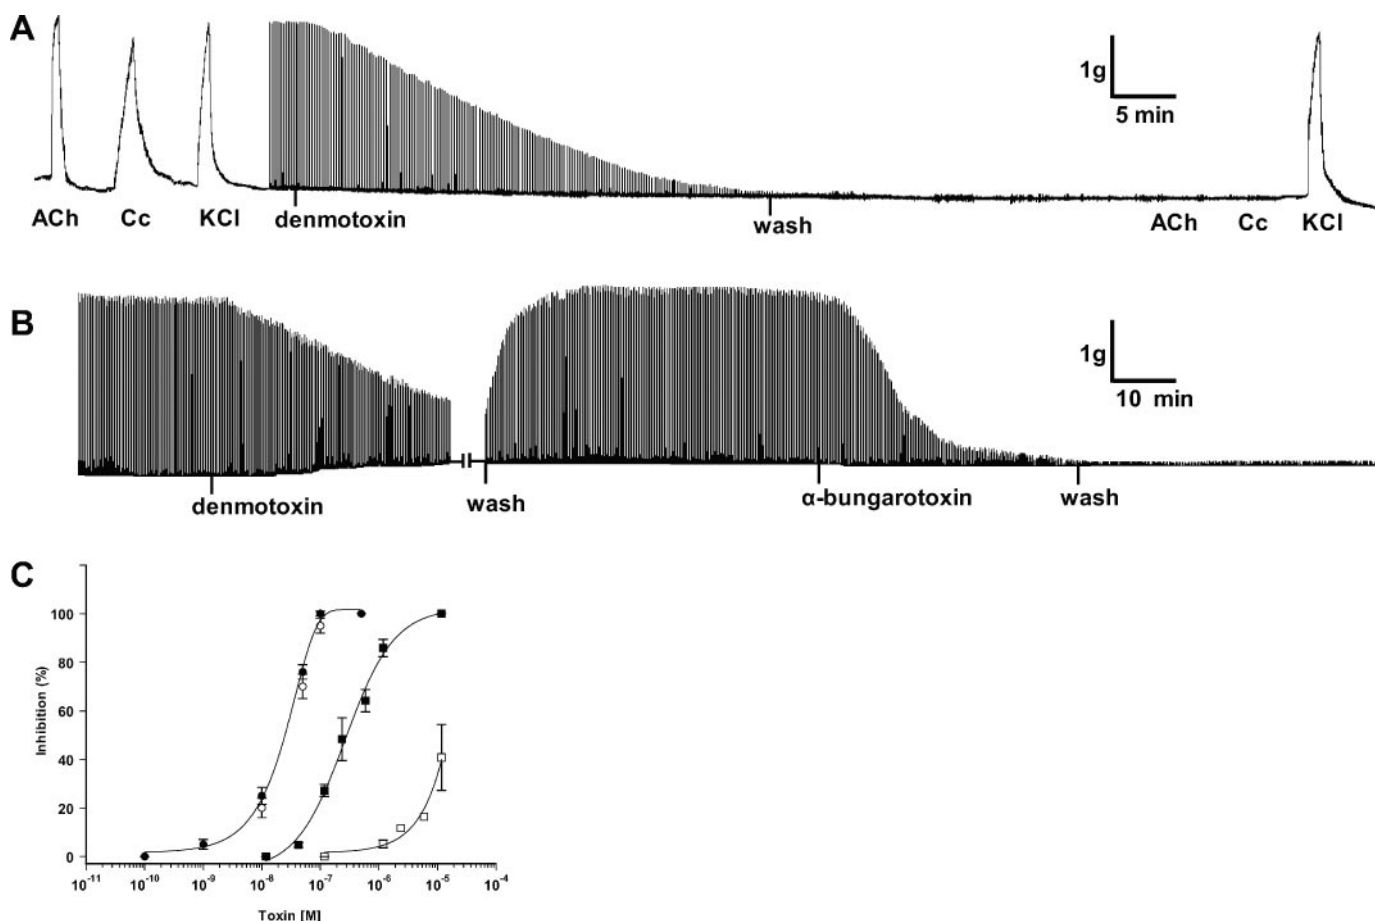 A
1g
5 min
ACh
Cc
KCl
denmotoxin
wash
ACh
Cc
KCl
B
1g
10 min
denmotoxin
wash
α-bungarotoxin
wash
C
100
80
60
40
20
0
Inhibition (%)
10-11
10-10
10-9
10-8
10-7
10-6
10-5
10-4
Toxin [M]